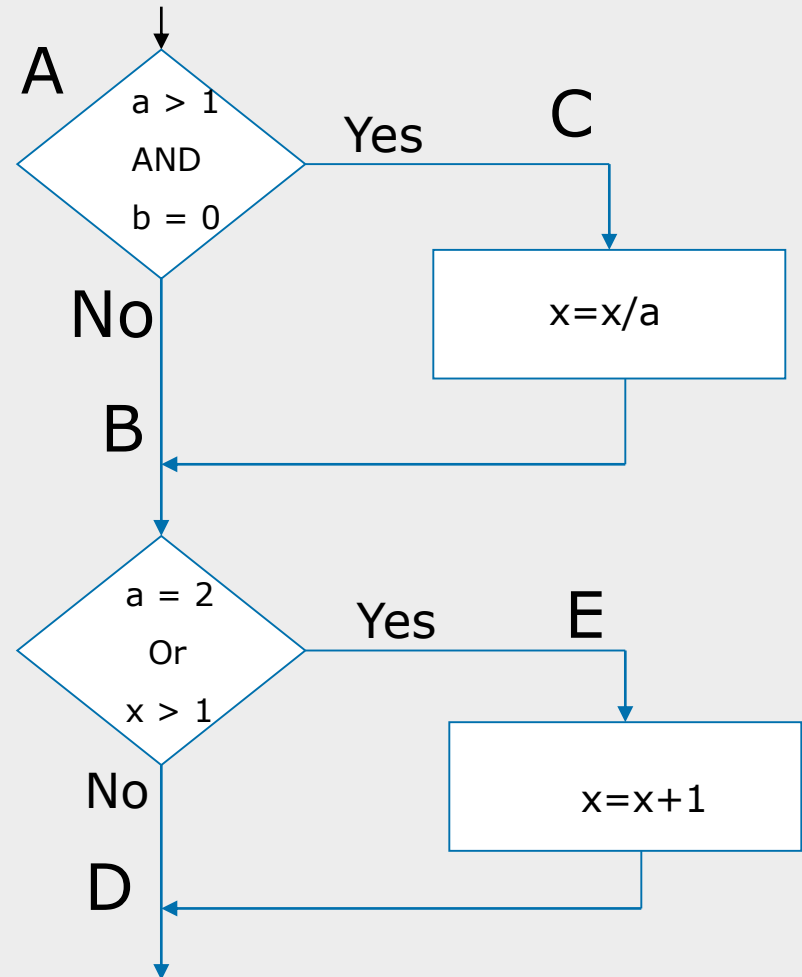 A
a > 1
AND
b = 0
Yes
C
x=x/a
No
B
a = 2
Or
x > 1
Yes
E
x=x+1
No
D